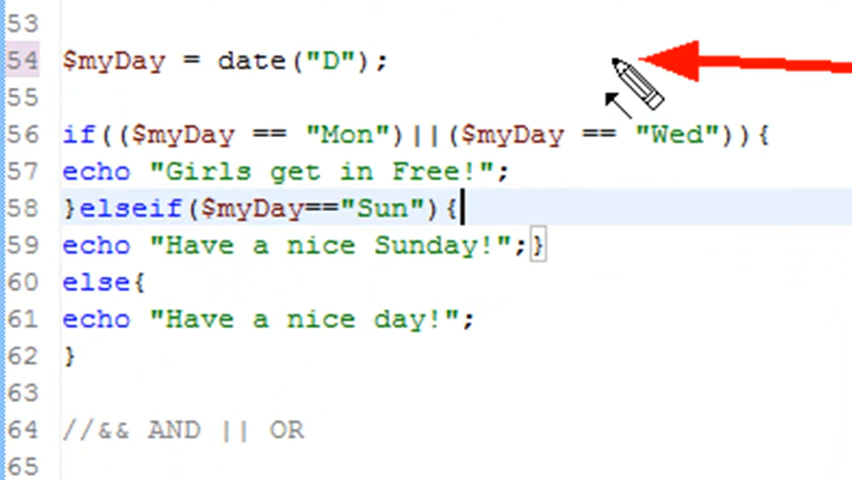 53
54 $myDay = date("D");
55
56 if(($myDay == "Mon")||($myDay == "Wed")){
57 echo "Girls get in Free!";
58 }elseif($myDay=="Sun"){
59 echo "Have a nice Sunday!";}
60 else{
61 echo "Have a nice day!";
62 }
63
64 //&& AND || OR
65